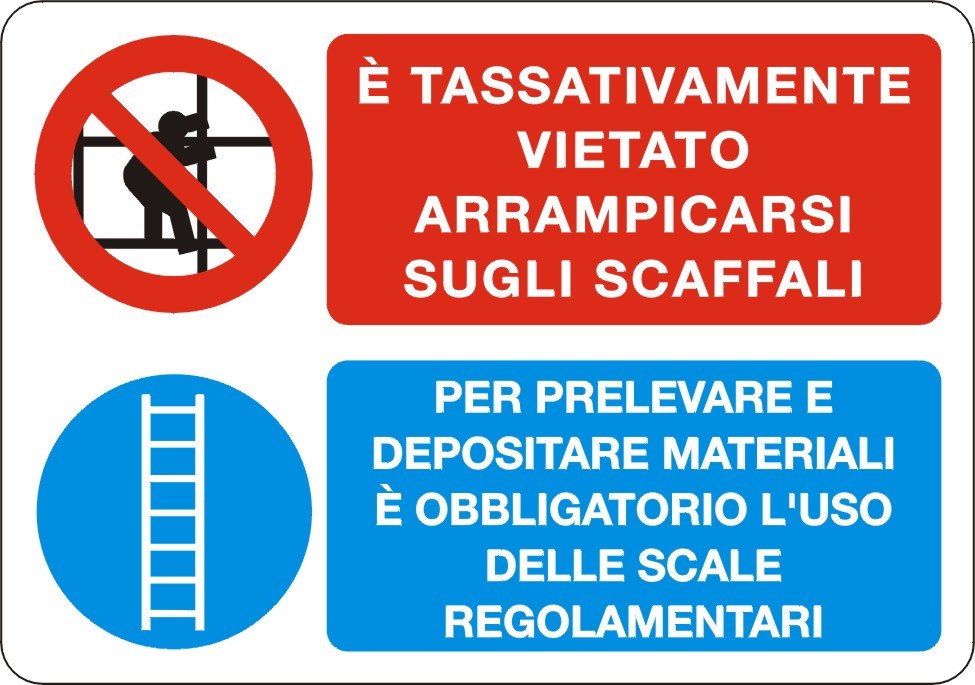 È TASSATIVAMENTE
VIETATO
ARRAMPICARSI
SUGLI SCAFFALI
PER PRELEVARE E
DEPOSITARE MATERIALI
È OBBLIGATORIO L'USO
DELLE SCALE
REGOLAMENTARI